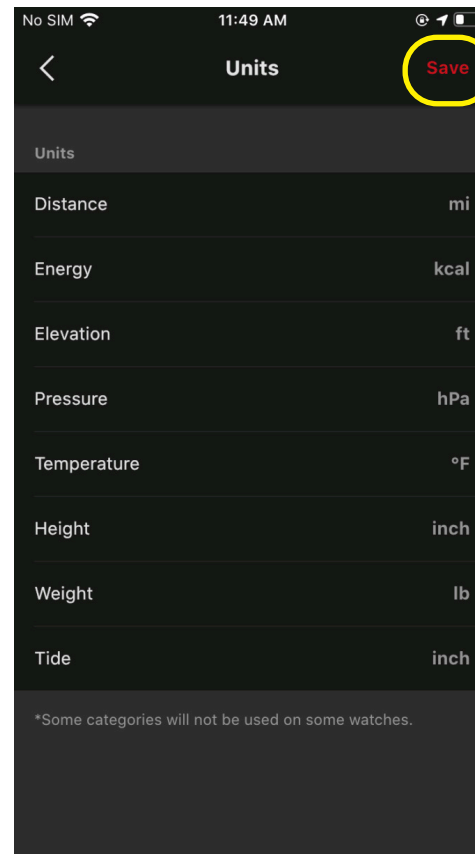 No SIM 11:49 AM
Units Save
Units
Distance mi
Energy kcal
Elevation ft
Pressure hPa
Temperature °F
Height inch
Weight lb
Tide inch
*Some categories will not be used on some watches.